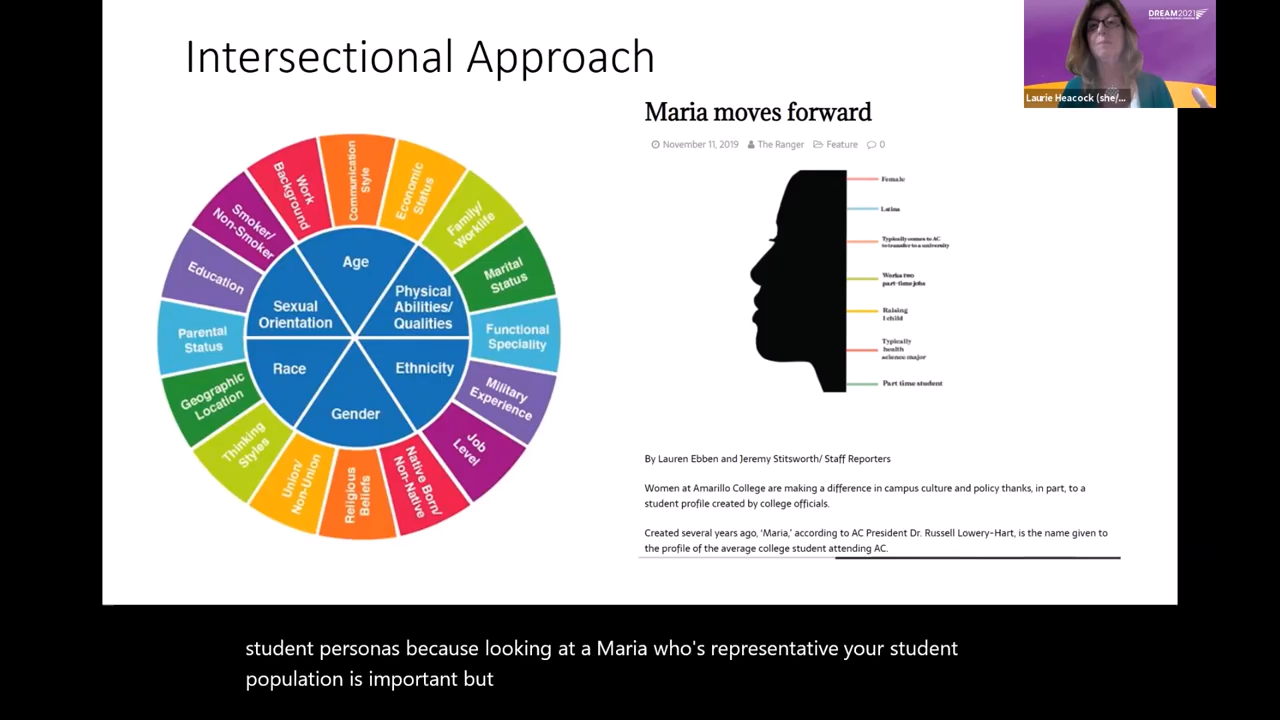 Intersectional Approach
DREAM2021
Laurie Heacock (she/...
Maria moves forward
November 11, 2019 The Ranger Feature 0
Communication
Style
Economic
Status
Family/
Worklife
Marital
Status
Functional
Speciality
Military
Experience
Job
Level
Native Born/
Non-Native
Religious
Beliefs
Union/
Non-Union
Thinking
Styles
Geographic
Location
Parental
Status
Education
Smoker/
Non-Smoker
Work
Background
Age
Physical
Abilities/
Qualities
Ethnicity
Gender
Race
Sexual
Orientation
Female
Latina
Typically comes to AC
to transfer to a university
Works two
part-time jobs
Raising
1 child
Typically
health
science major
Part time student
By Lauren Ebben and Jeremy Stitsworth/ Staff Reporters
Women at Amarillo College are making a difference in campus culture and policy thanks, in part, to a
student profile created by college officials.
Created several years ago, ‘Maria,’ according to AC President Dr. Russell Lowery-Hart, is the name given to
the profile of the average college student attending AC.
student personas because looking at a Maria who's representative your student
population is important but